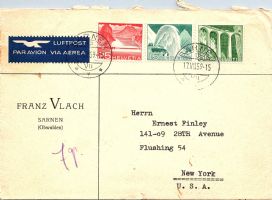 LUFTPOST
PAR AVION VIA AEREA
FRANZ VLACH
SARNEN
(Obwalden)
Herrn
Ernest Finley
141-09 28TH Avenue
Flushing 54
New York
U. S. A.